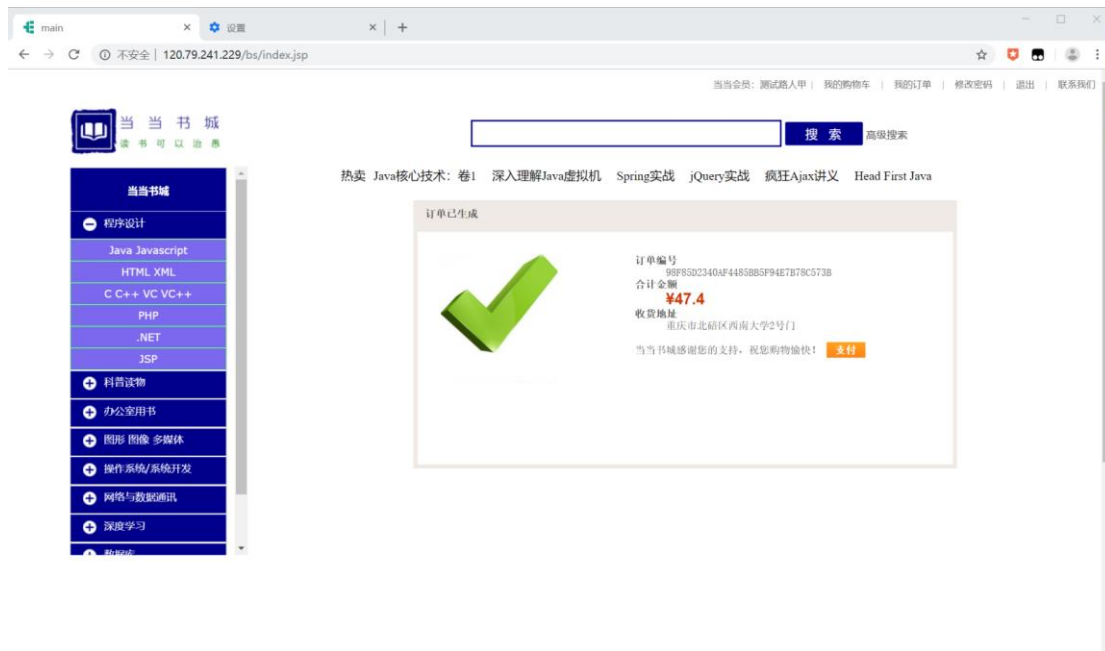 main
设置
不安全 | 120.79.241.229/bs/index.jsp
当当会员：测试路人甲 | 我的购物车 | 我的订单 | 修改密码 | 退出 | 联系我们
当当书城
读书可以治愚
搜 索
高级搜索
热卖 Java核心技术：卷1 深入理解Java虚拟机 Spring实战 jQuery实战 疯狂Ajax讲义 Head First Java
当当书城
程序设计
Java Javascript
HTML XML
C C++ VC VC++
PHP
.NET
JSP
科普读物
办公室用书
图形 图像 多媒体
操作系统/系统开发
网络与数据通讯
深度学习
数据库
订单已生成
订单编号
98F85D2340AF4485BB5F94E7B78C573B
合计金额
¥47.4
收货地址
重庆市北碚区西南大学2号门
当当书城感谢您的支持，祝您购物愉快！
支付